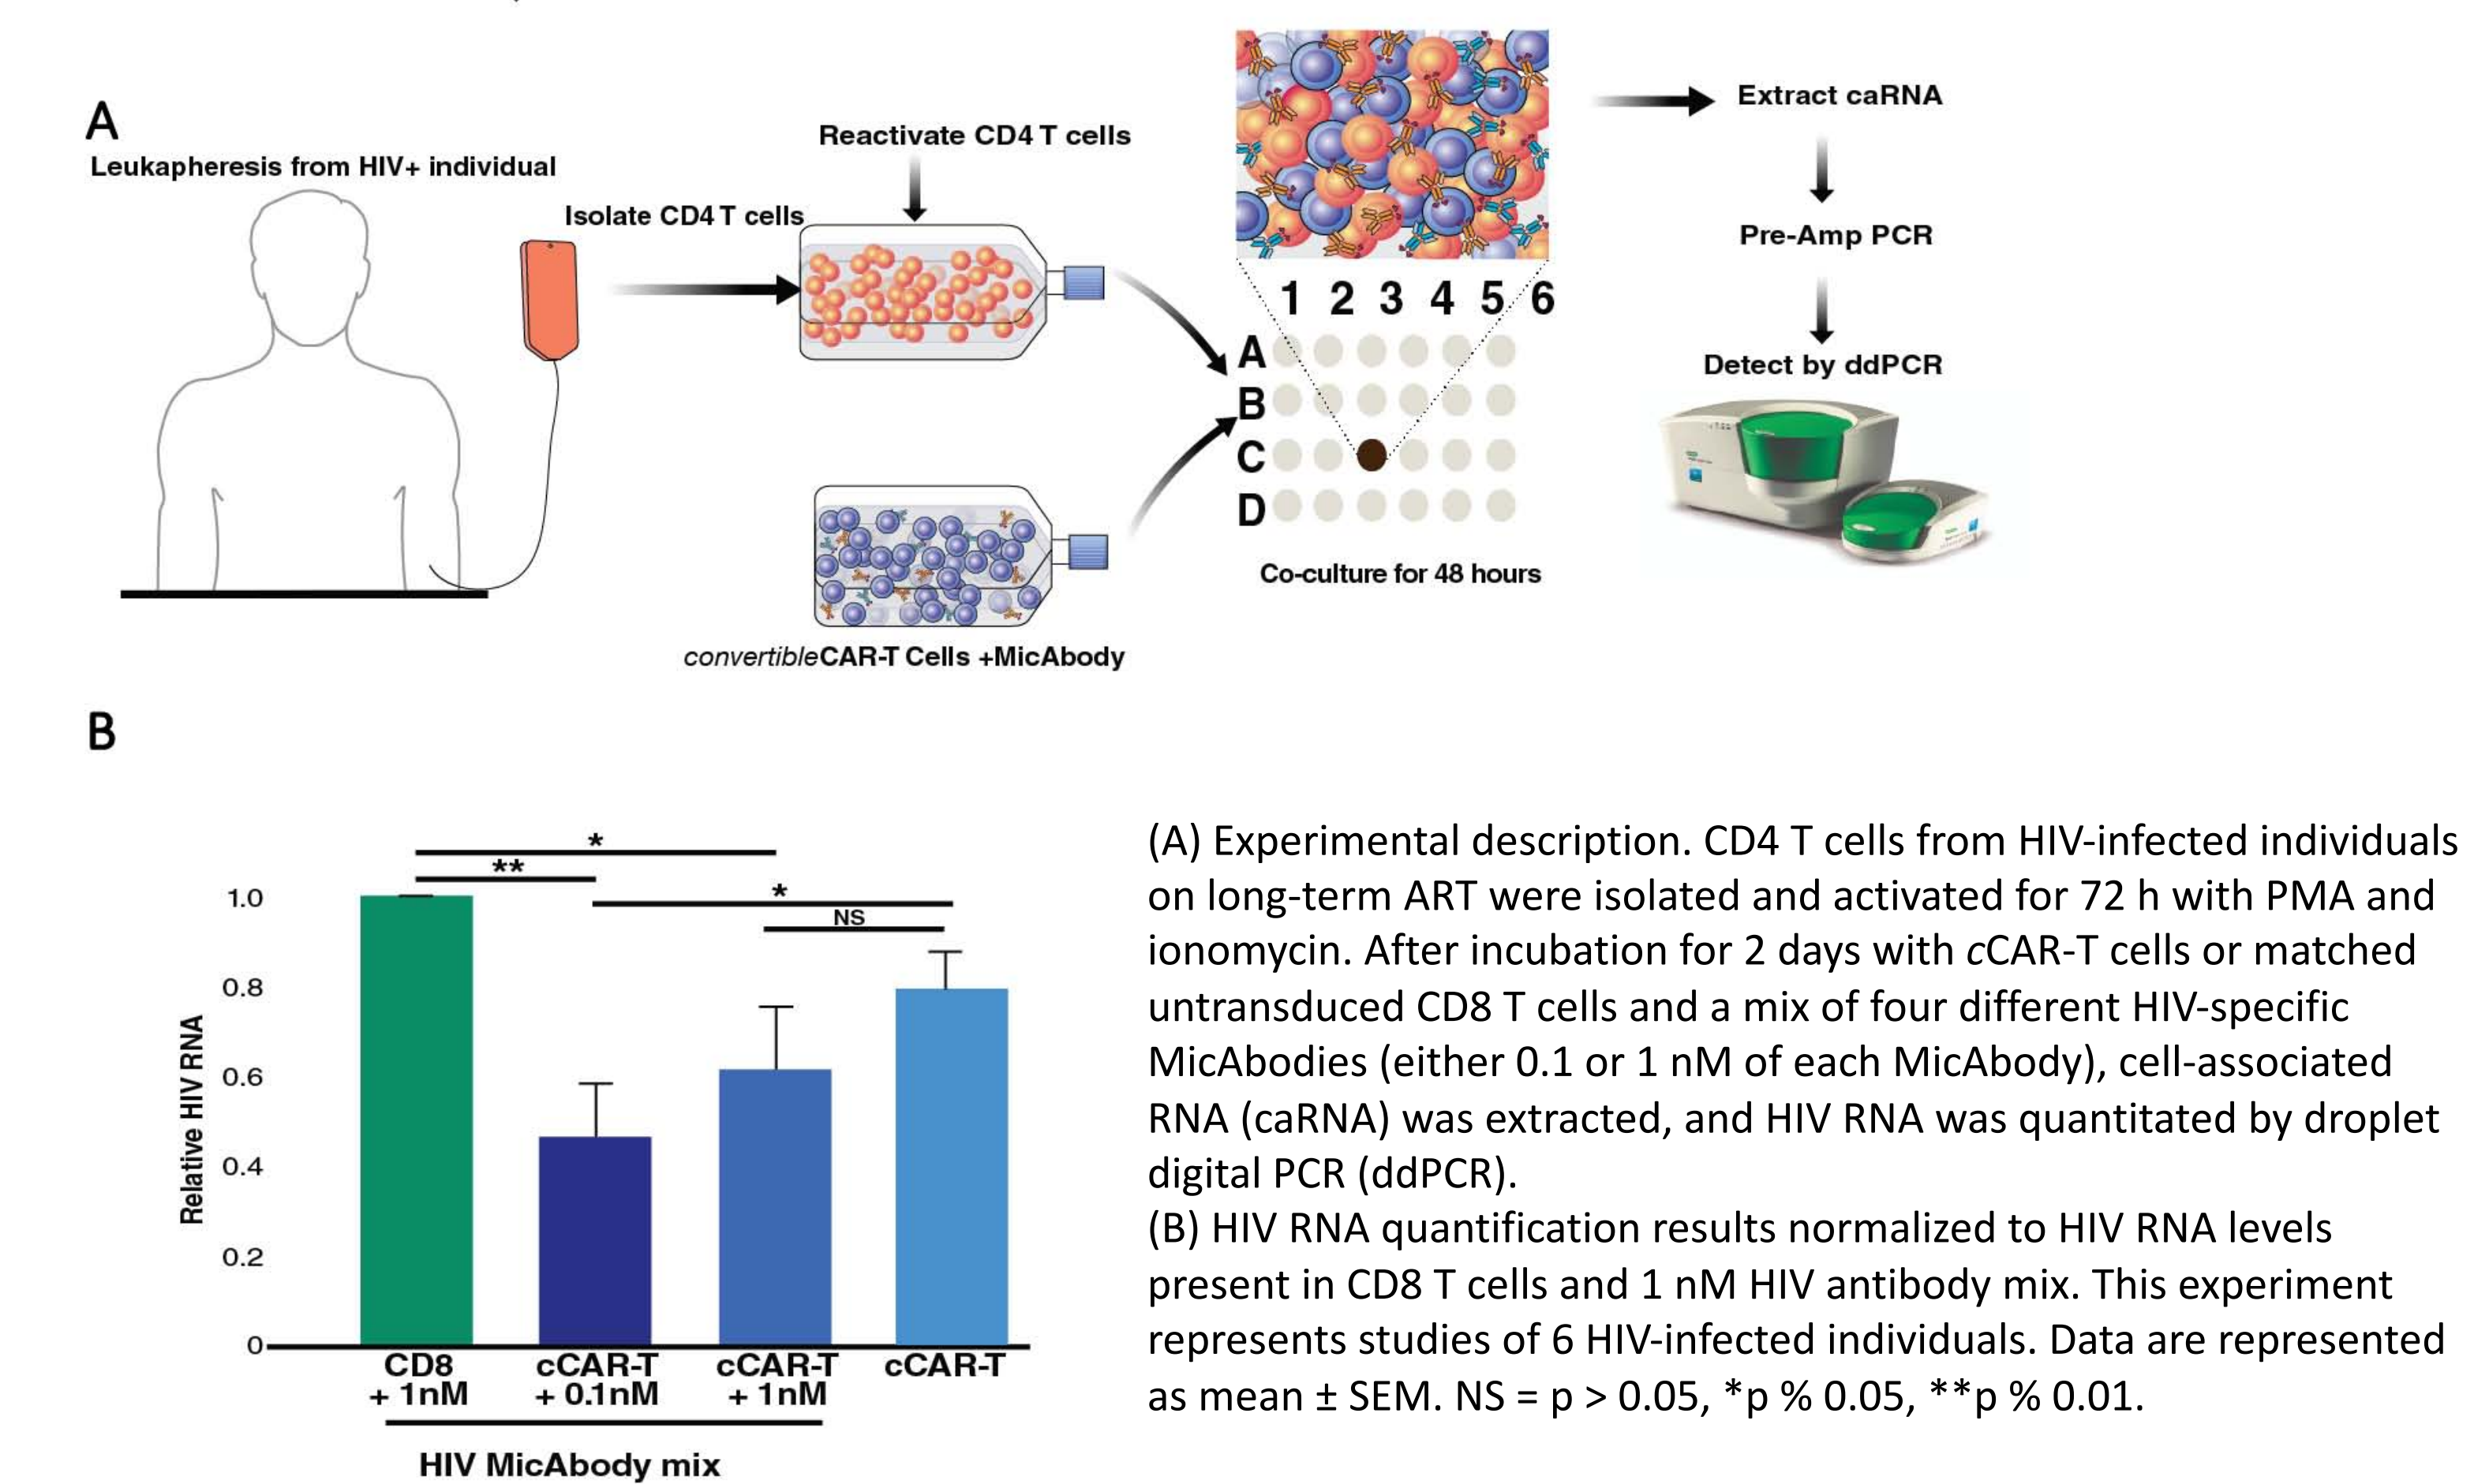 A
Leukapheresis from HIV+ individual
Isolate CD4 T cells
Reactivate CD4 T cells
convertibleCAR-T Cells +MicAbody
1 2 3 4 5 6
A
B
C
D
Co-culture for 48 hours
Extract caRNA
Pre-Amp PCR
Detect by ddPCR
B
Relative HIV RNA
1.0
0.8
0.6
0.4
0.2
0
*
**
*
NS
CD8
+ 1nM
cCAR-T
+ 0.1nM
cCAR-T
+ 1nM
cCAR-T
HIV MicAbody mix
(A) Experimental description. CD4 T cells from HIV-infected individuals
on long-term ART were isolated and activated for 72 h with PMA and
ionomycin. After incubation for 2 days with cCAR-T cells or matched
untransduced CD8 T cells and a mix of four different HIV-specific
MicAbodies (either 0.1 or 1 nM of each MicAbody), cell-associated
RNA (caRNA) was extracted, and HIV RNA was quantitated by droplet
digital PCR (ddPCR).
(B) HIV RNA quantification results normalized to HIV RNA levels
present in CD8 T cells and 1 nM HIV antibody mix. This experiment
represents studies of 6 HIV-infected individuals. Data are represented
as mean ± SEM. NS = p > 0.05, *p % 0.05, **p % 0.01.